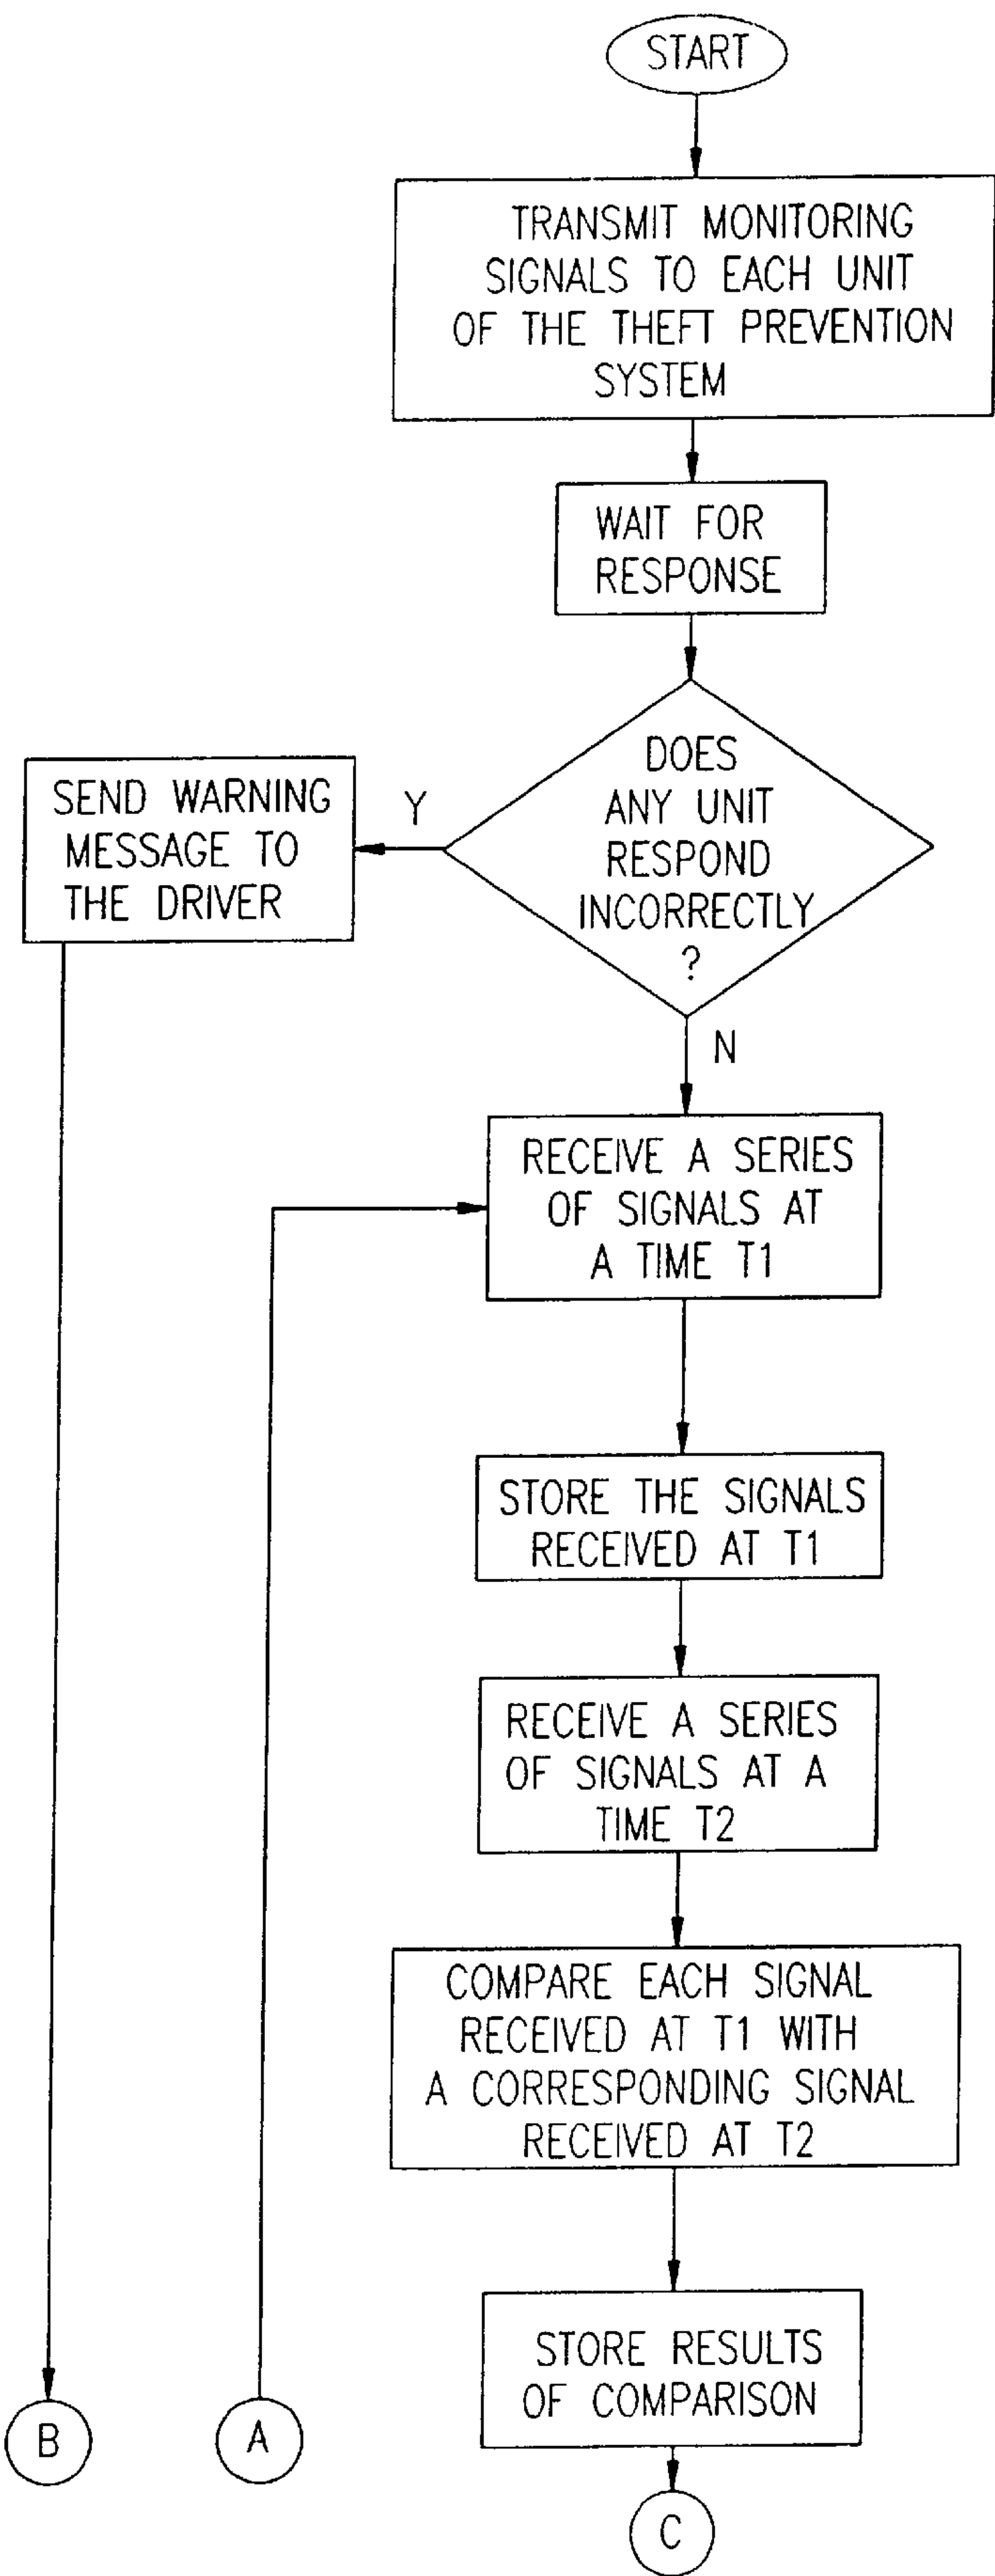 START
TRANSMIT MONITORING
SIGNALS TO EACH UNIT
OF THE THEFT PREVENTION
SYSTEM
WAIT FOR
RESPONSE
DOES
ANY UNIT
RESPOND
INCORRECTLY
?
Y
SEND WARNING
MESSAGE TO
THE DRIVER
N
RECEIVE A SERIES
OF SIGNALS AT
A TIME T1
STORE THE SIGNALS
RECEIVED AT T1
RECEIVE A SERIES
OF SIGNALS AT A
TIME T2
COMPARE EACH SIGNAL
RECEIVED AT T1 WITH
A CORRESPONDING SIGNAL
RECEIVED AT T2
STORE RESULTS
OF COMPARISON
B
A
C